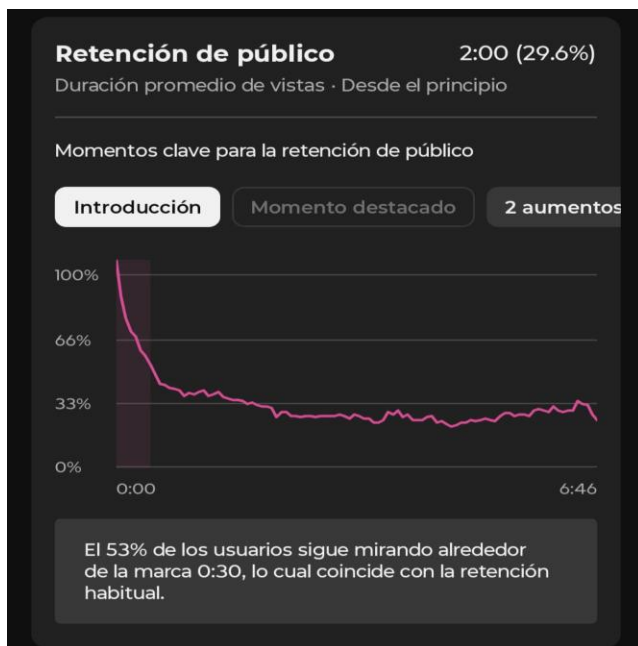 Retención de público 2:00 (29.6%)
Duración promedio de vistas · Desde el principio
Momentos clave para la retención de público
Introducción Momento destacado 2 aumentos
100%
66%
33%
0%
0:00 6:46
El 53% de los usuarios sigue mirando alrededor
de la marca 0:30, lo cual coincide con la retención
habitual.